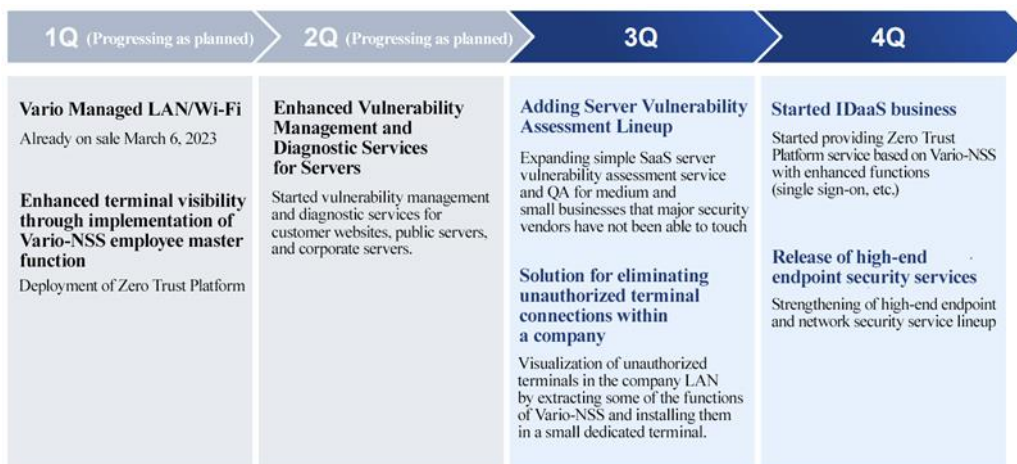 1Q (Progressing as planned)
2Q (Progressing as planned)
3Q
4Q
Vario Managed LAN/Wi-Fi
Already on sale March 6, 2023
Enhanced terminal visibility
through implementation of
Vario-NSS employee master
function
Deployment of Zero Trust Platform
Enhanced Vulnerability
Management and
Diagnostic Services
for Servers
Started vulnerability management
and diagnostic services for
customer websites, public servers,
and corporate servers.
Adding Server Vulnerability
Assessment Lineup
Expanding simple SaaS server
vulnerability assessment service
and QA for medium and
small businesses that major security
vendors have not been able to touch
Solution for eliminating
unauthorized terminal
connections within
a company
Visualization of unauthorized
terminals in the company LAN
by extracting some of the functions
of Vario-NSS and installing them
in a small dedicated terminal.
Started IDaaS business
Started providing Zero Trust
Platform service based on Vario-NSS
with enhanced functions
(single sign-on, etc.)
Release of high-end
endpoint security services
Strengthening of high-end endpoint
and network security service lineup